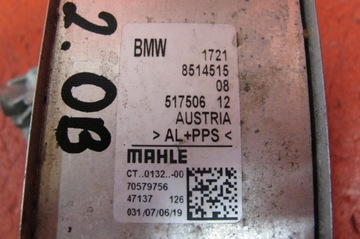 2.0B
BMW 1721
8514515
08
517506 12
AUSTRIA
>AL+PPS<
MAHLE
CT..0132..-00
70579756
47137 126
031/07/06/19